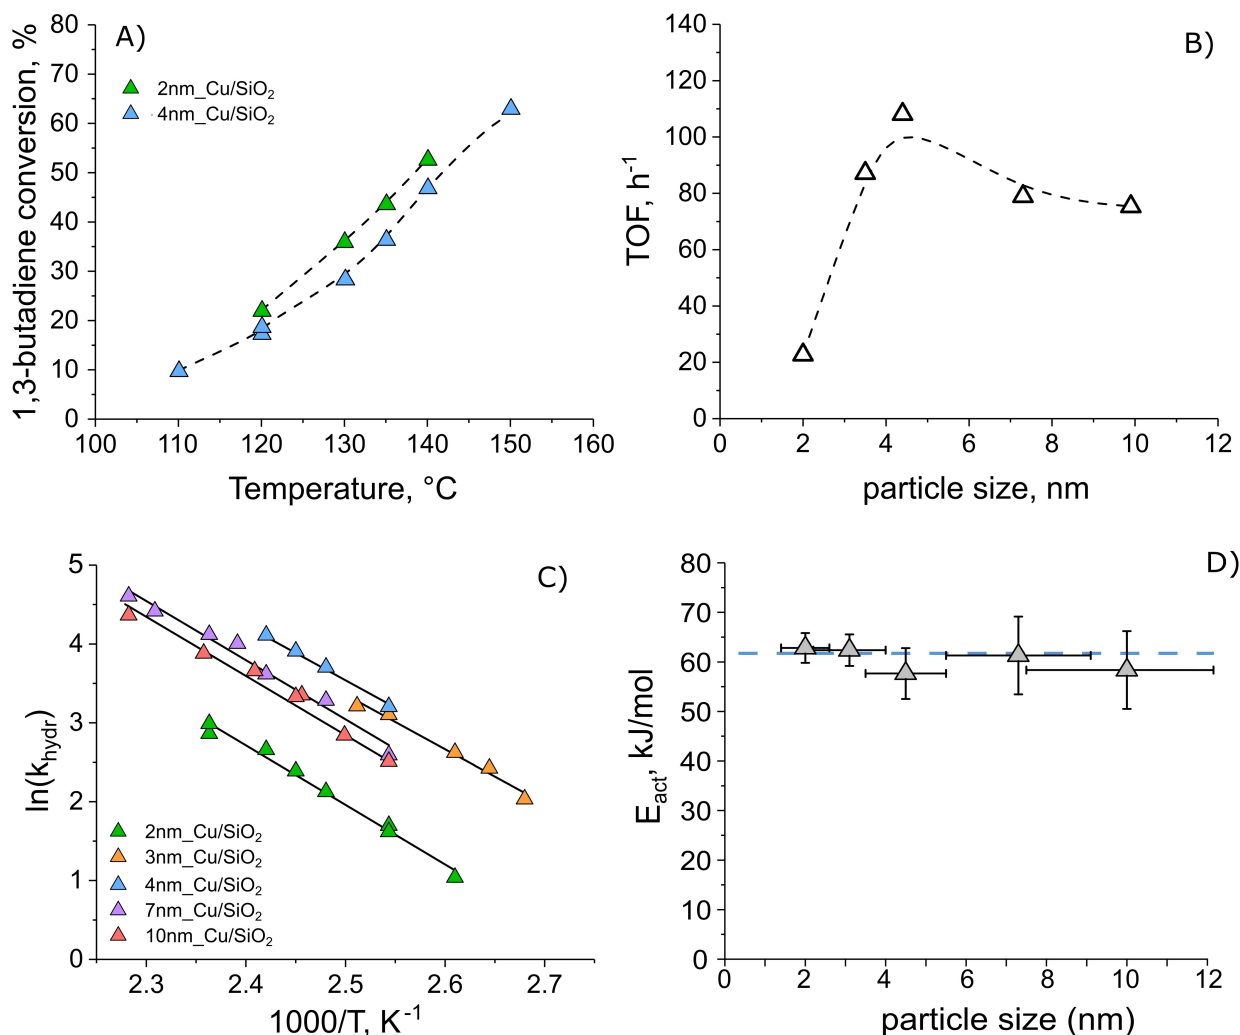 A)
80
70
60
50
40
30
20
10
0
1,3-butadiene conversion, %
2nm_Cu/SiO₂
4nm_Cu/SiO₂
100 110 120 130 140 150 160
Temperature, °C
B)
140
120
100
80
60
40
20
0
TOF, h⁻¹
0 2 4 6 8 10 12
particle size, nm
C)
5
4
3
2
1
0
ln(k_hydr)
2nm_Cu/SiO₂
3nm_Cu/SiO₂
4nm_Cu/SiO₂
7nm_Cu/SiO₂
10nm_Cu/SiO₂
2.3 2.4 2.5 2.6 2.7
1000/T, K⁻¹
D)
80
70
60
50
40
30
20
10
0
E_act, kJ/mol
0 2 4 6 8 10 12
particle size (nm)